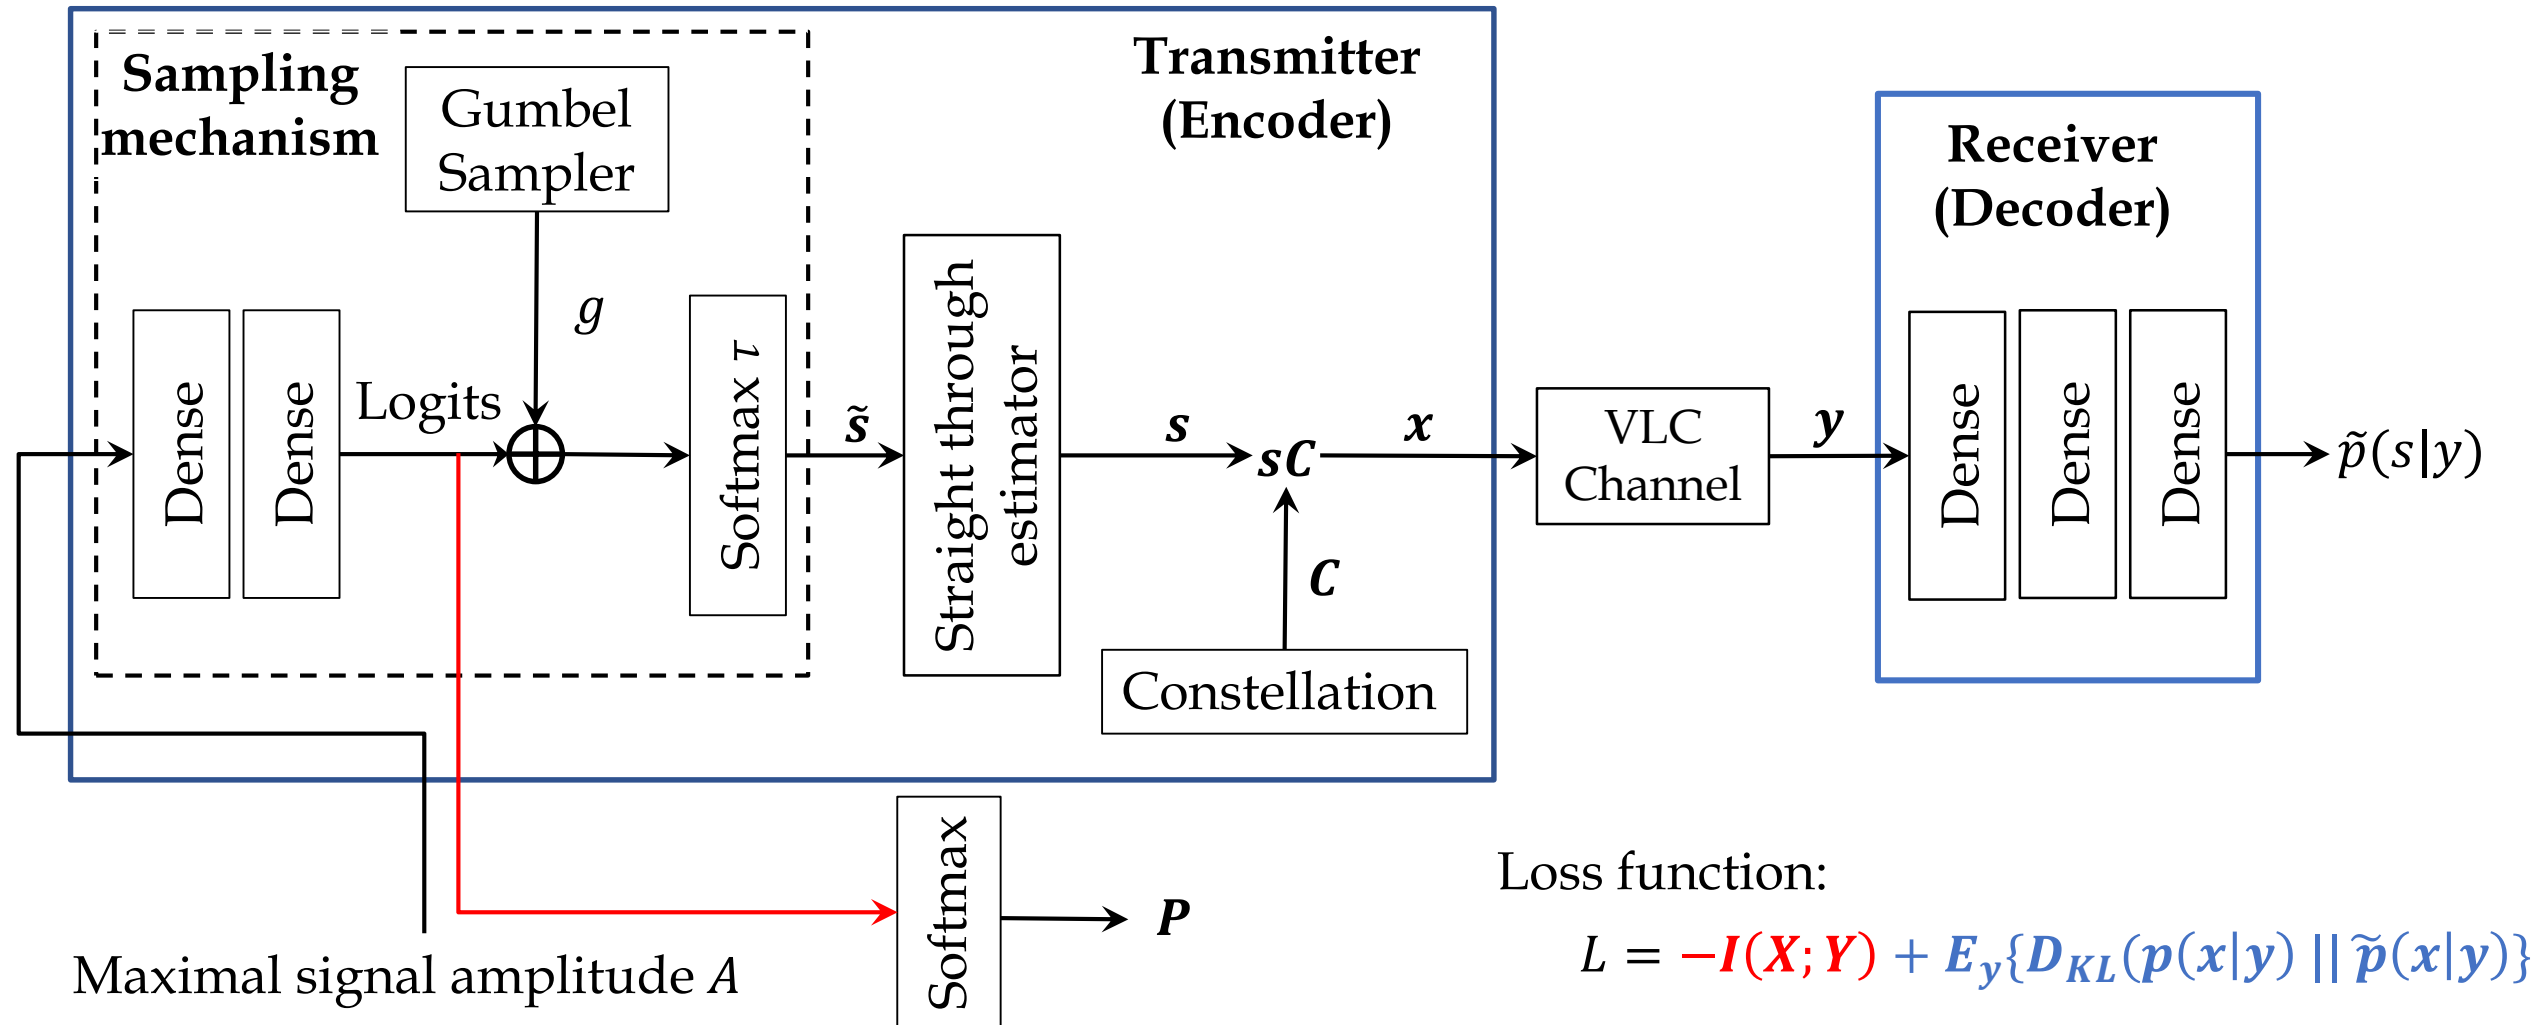 Sampling
mechanism
Gumbel
Sampler
Transmitter
(Encoder)
Receiver
(Decoder)
g
Dense
Dense
Logits
Softmax τ
s̃
Straight through
estimator
s
sC
x
C
Constellation
VLC
Channel
y
Dense
Dense
Dense
p̃(s|y)
Softmax
P
Maximal signal amplitude A
Loss function:
L = −I(X; Y) + E_y{D_KL(p(x|y) || p̃(x|y)}